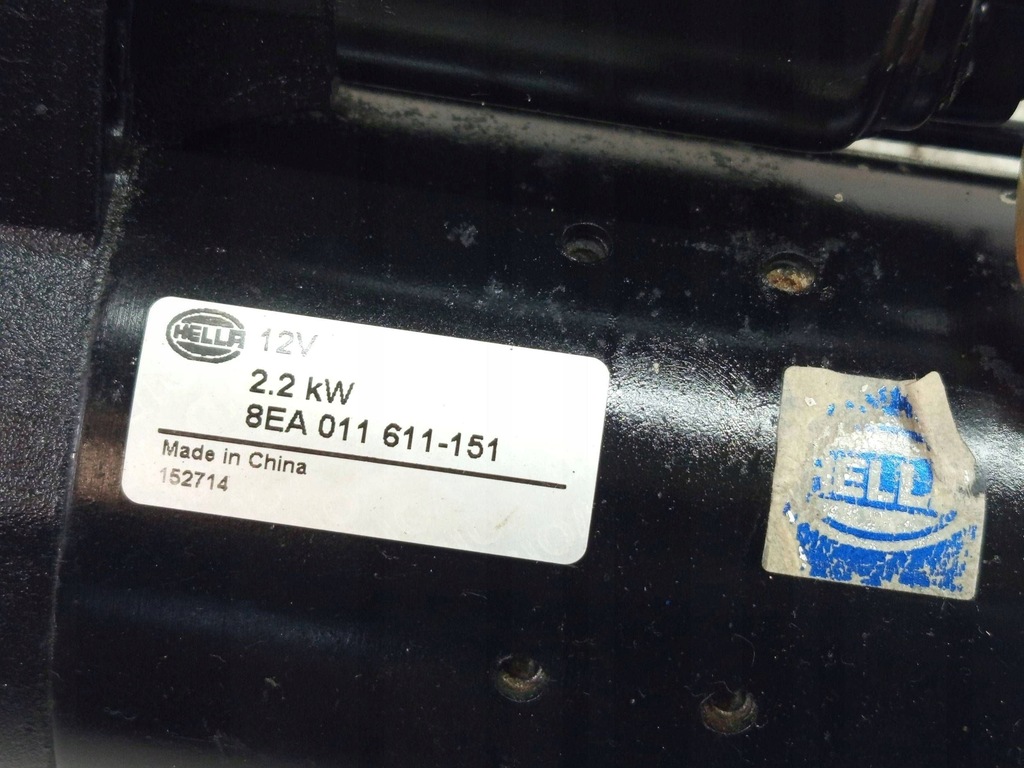 HELLA 12V
2.2 kW
8EA 011 611-151
Made in China
152714
HELLA